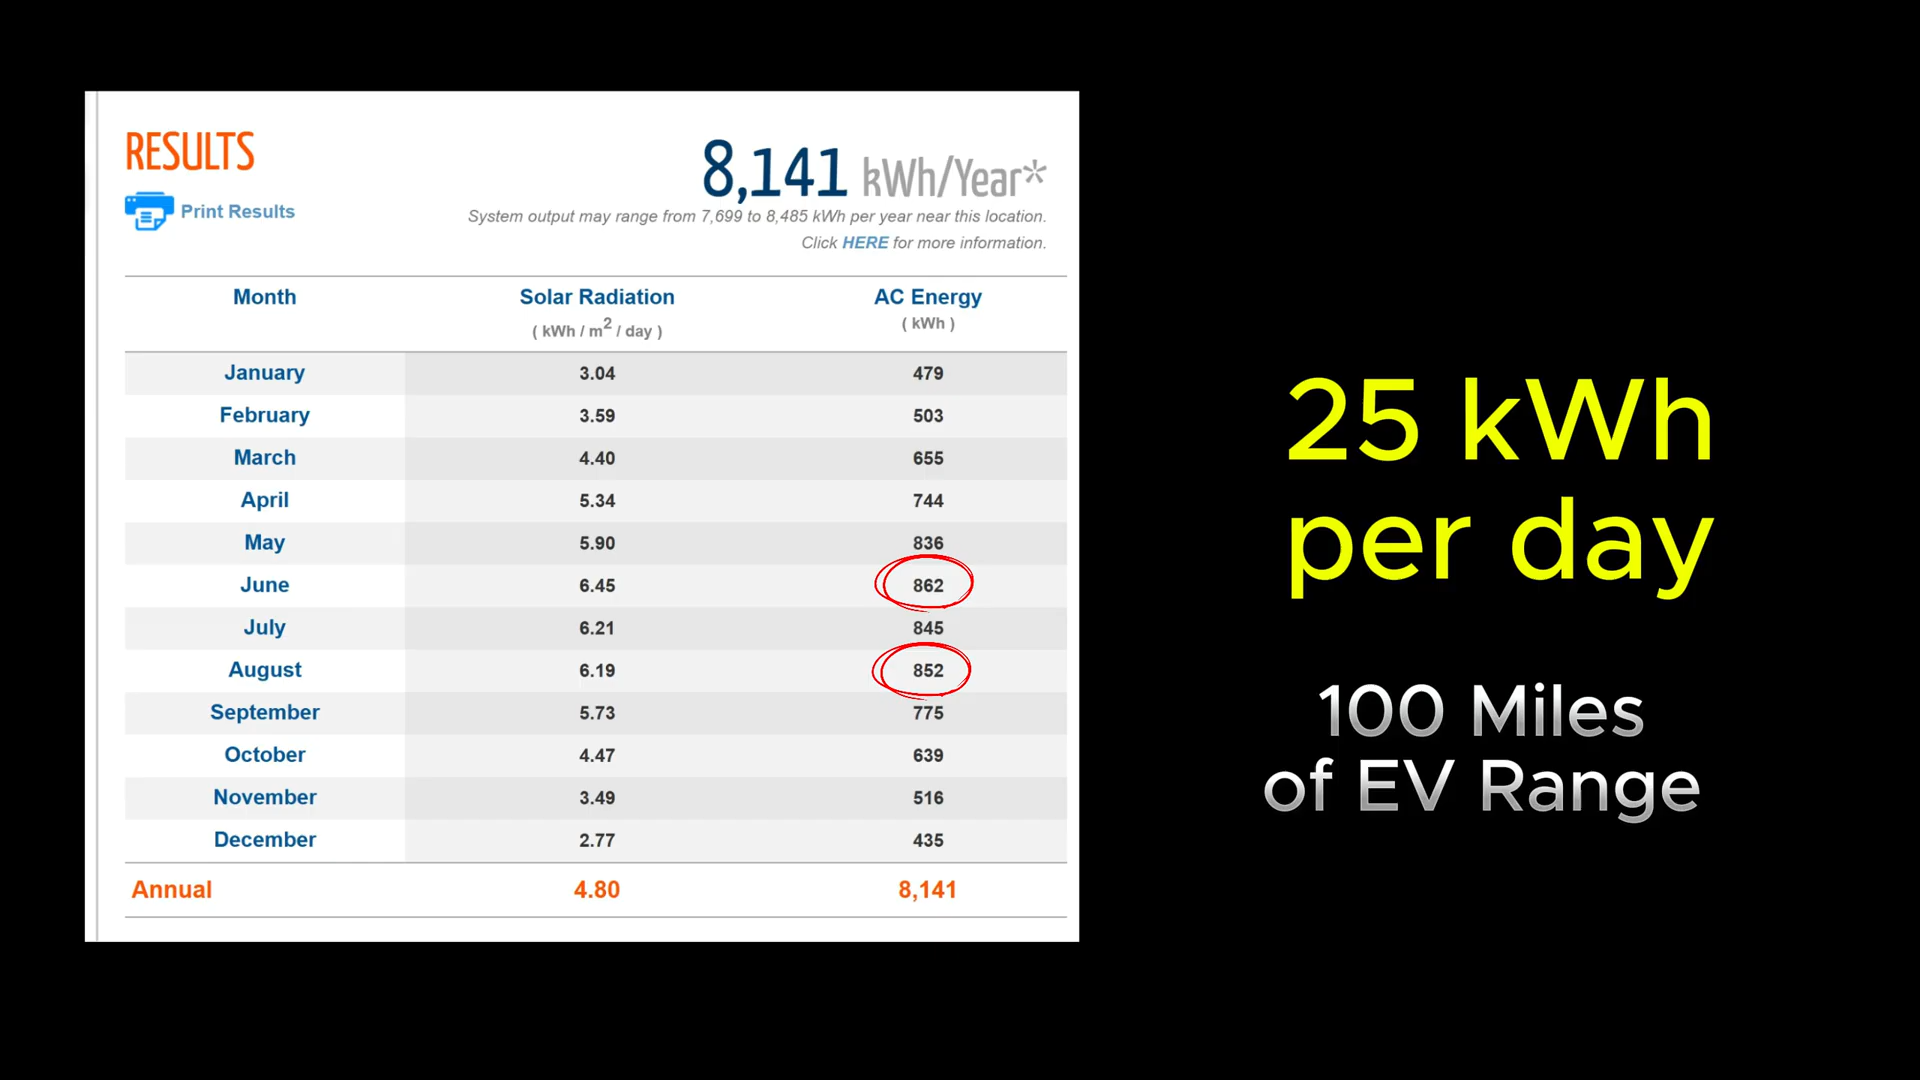 RESULTS
Print Results
8,141 kWh/Year*
System output may range from 7,699 to 8,485 kWh per year near this location.
Click HERE for more information.
Month Solar Radiation AC Energy
( kWh / m2 / day ) ( kWh )
January 3.04 479
February 3.59 503
March 4.40 655
April 5.34 744
May 5.90 836
June 6.45 862
July 6.21 845
August 6.19 852
September 5.73 775
October 4.47 639
November 3.49 516
December 2.77 435
Annual 4.80 8,141
25 kWh
per day
100 Miles
of EV Range